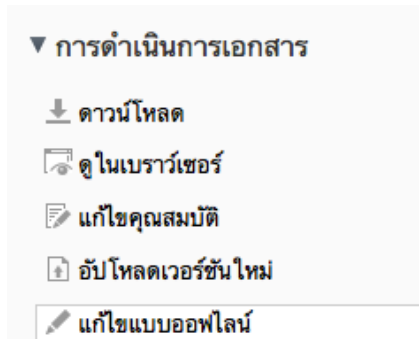 การดำเนินการเอกสาร
ดาวน์โหลด
ดูในเบราว์เซอร์
แก้ไขคุณสมบัติ
อัปโหลดเวอร์ชันใหม่
แก้ไขแบบออฟไลน์